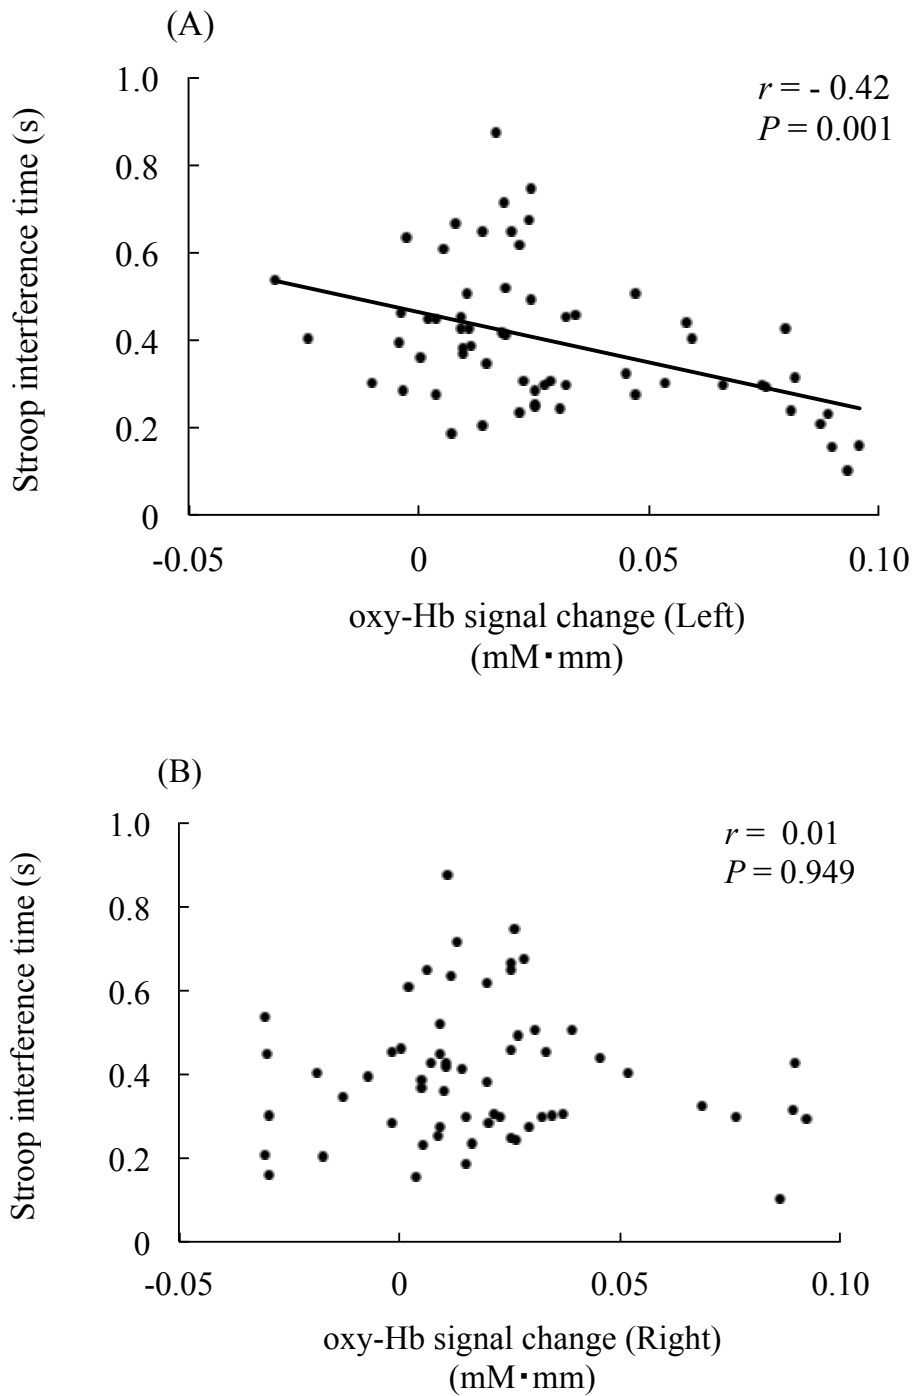 (A)
r = - 0.42
P = 0.001
Stroop interference time (s)
1.0
0.8
0.6
0.4
0.2
0
-0.05 0 0.05 0.10
oxy-Hb signal change (Left)
(mM・mm)
(B)
r = 0.01
P = 0.949
Stroop interference time (s)
1.0
0.8
0.6
0.4
0.2
0
-0.05 0 0.05 0.10
oxy-Hb signal change (Right)
(mM・mm)